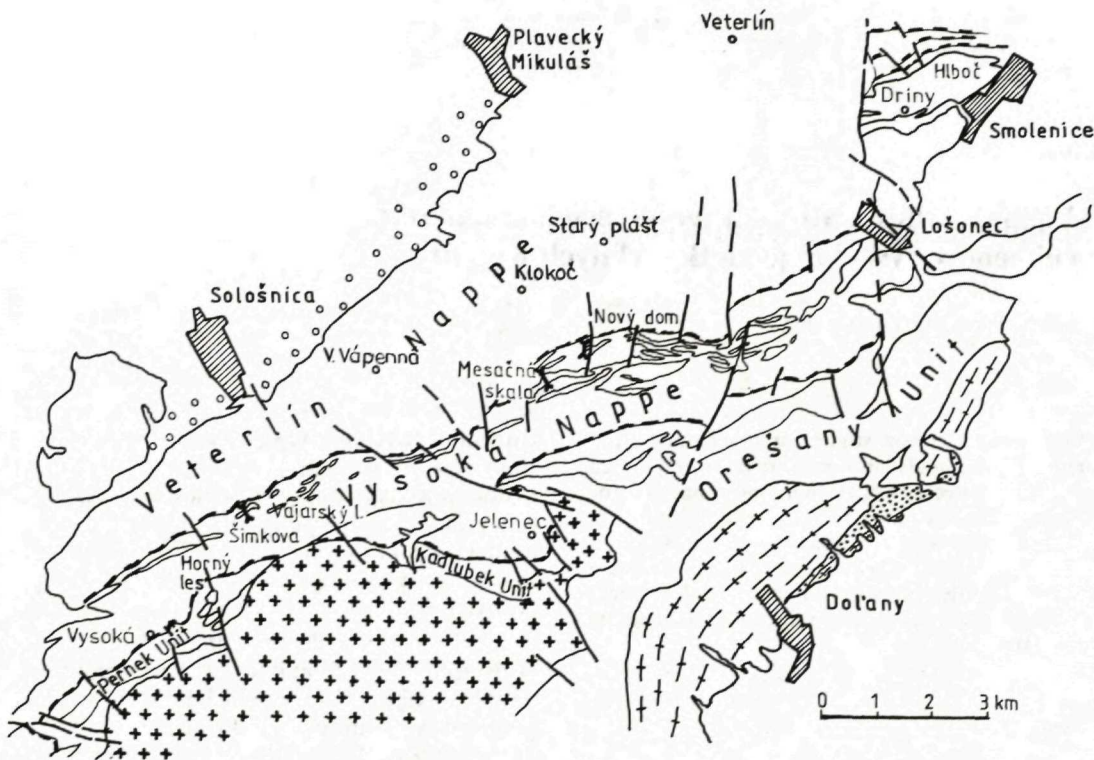 Veterlín
Plavecký
Mikuláš
Hlboč
Driny
Smolenice
Starý plášť
Lošonec
Klokoč
Sološnica
Nový dom
V. Vápenná
Mesačná
skala
Veterlín Nappe
Vysoká Nappe
Orešany Unit
Vajarský l.
Šimkova
Jelenec
Horný
les
Kadlubek Unit
Doľany
Vysoká
Pernek Unit
0 1 2 3 km